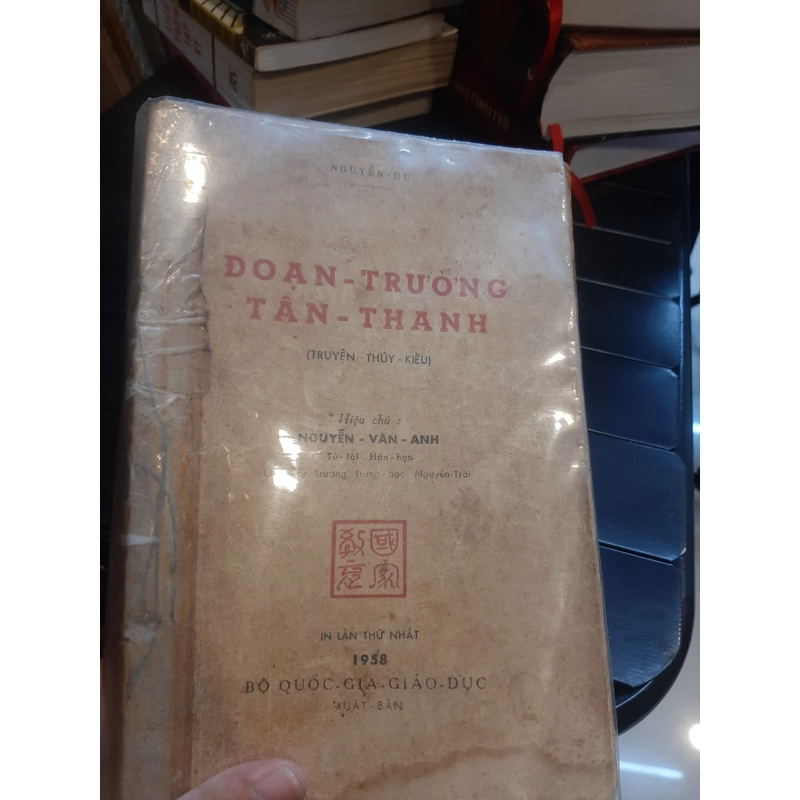 NGUYỄN-DU
ĐOẠN-TRƯỜNG
TÂN-THANH
(TRUYỆN THÚY-KIỀU)
Hiệu chú :
NGUYỄN-VĂN-ANH
Tú-tài Hán-học
Trường Trung-học Nguyễn-Trãi
國家
教育
IN LẦN THỨ NHẤT
1958
BỘ QUỐC-GIA-GIÁO-DỤC
XUẤT-BẢN